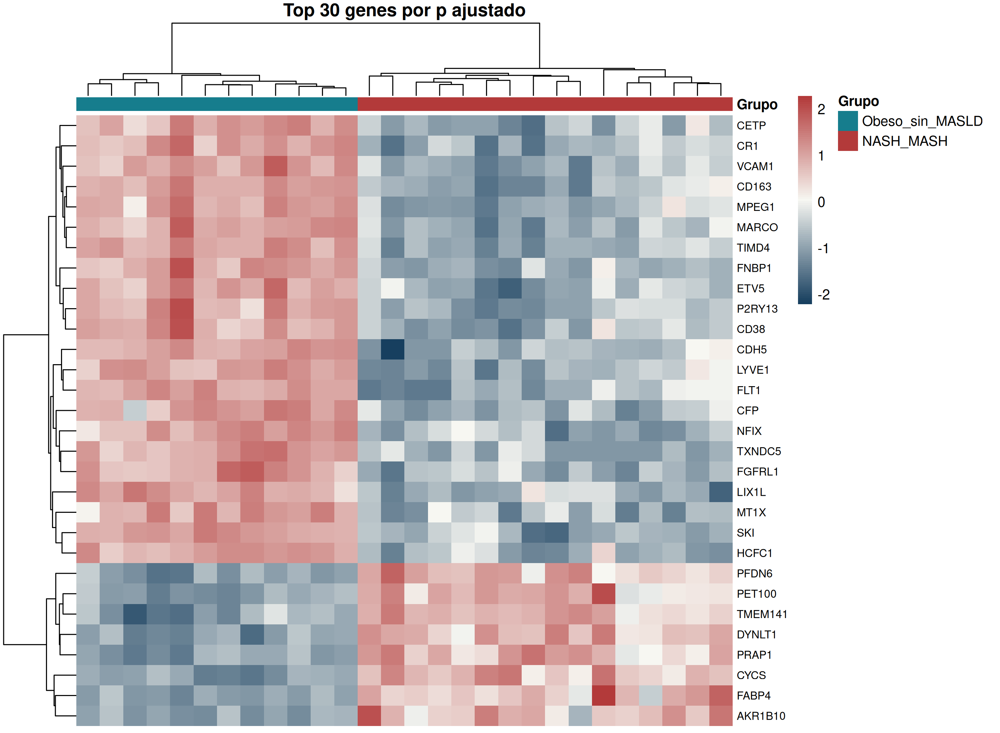 Top 30 genes por p ajustado
Grupo
CETP
CR1
VCAM1
CD163
MPEG1
MARCO
TIMD4
FNBP1
ETV5
P2RY13
CD38
CDH5
LYVE1
FLT1
CFP
NFIX
TXNDC5
FGFRL1
LIX1L
MT1X
SKI
HCFC1
PFDN6
PET100
TMEM141
DYNLT1
PRAP1
CYCS
FABP4
AKR1B10
2
1
0
-1
-2
Grupo
Obeso_sin_MASLD
NASH_MASH